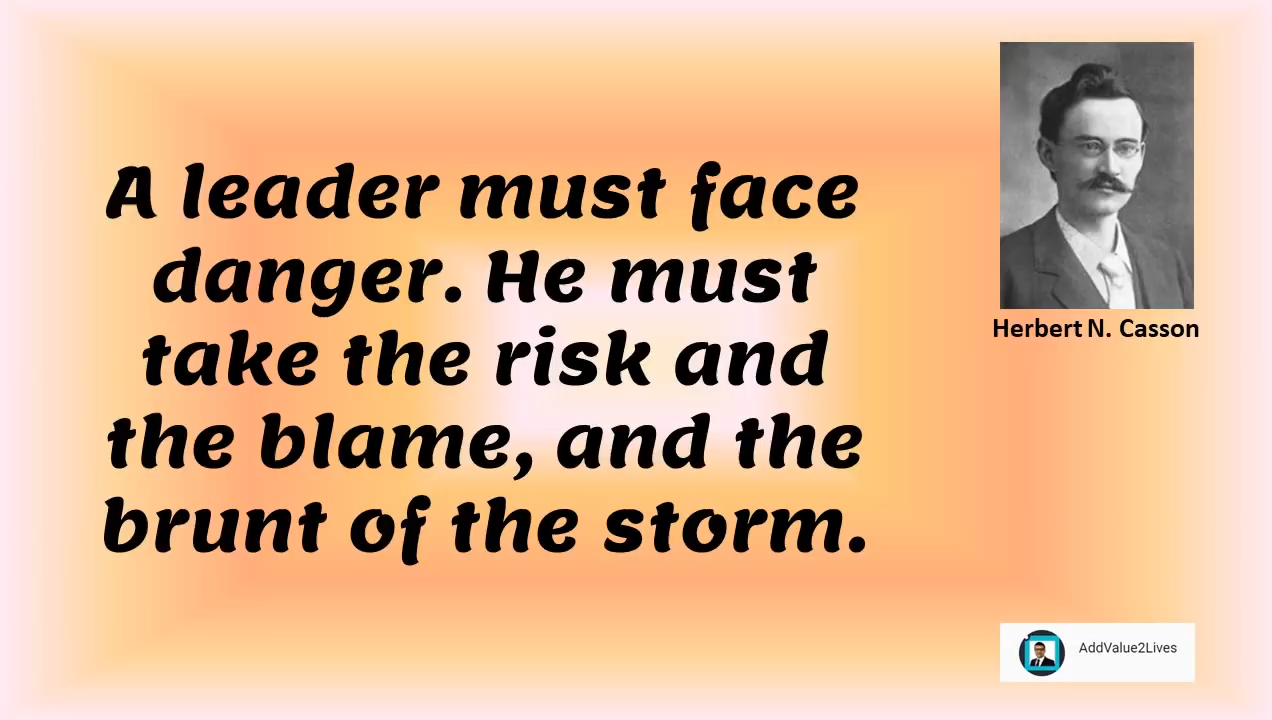 A leader must face
danger. He must
take the risk and
the blame, and the
brunt of the storm.
Herbert N. Casson
AddValue2Lives